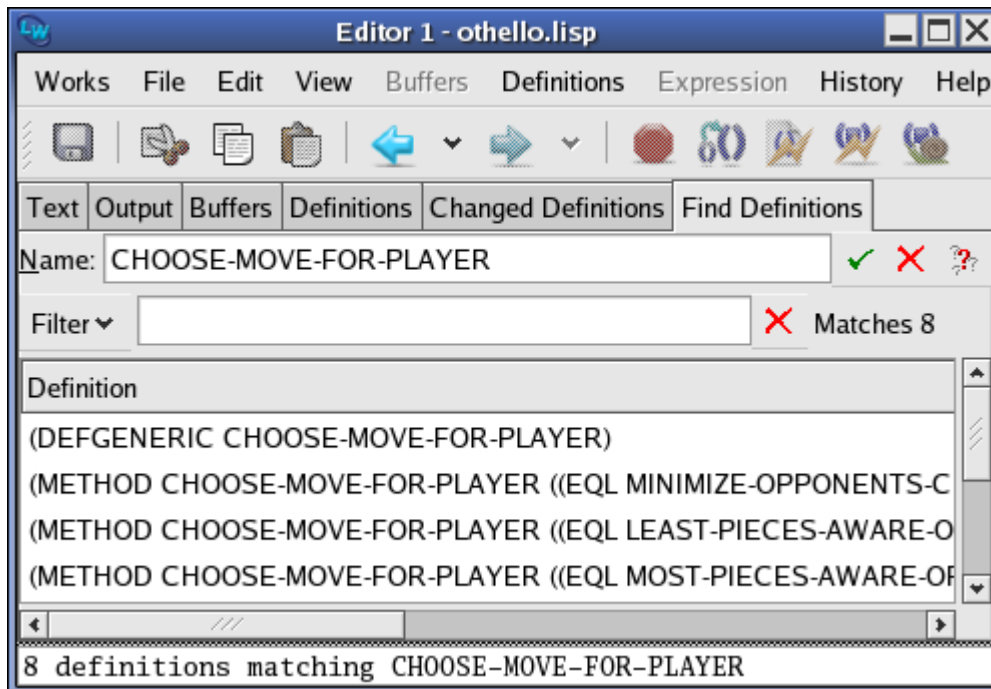 LW Editor 1 - othello.lisp
Works File Edit View Buffers Definitions Expression History Help
Text Output Buffers Definitions Changed Definitions Find Definitions
Name: CHOOSE-MOVE-FOR-PLAYER
Filter Matches 8
Definition
(DEFGENERIC CHOOSE-MOVE-FOR-PLAYER)
(METHOD CHOOSE-MOVE-FOR-PLAYER ((EQL MINIMIZE-OPPONENTS-C
(METHOD CHOOSE-MOVE-FOR-PLAYER ((EQL LEAST-PIECES-AWARE-O
(METHOD CHOOSE-MOVE-FOR-PLAYER ((EQL MOST-PIECES-AWARE-OF
8 definitions matching CHOOSE-MOVE-FOR-PLAYER